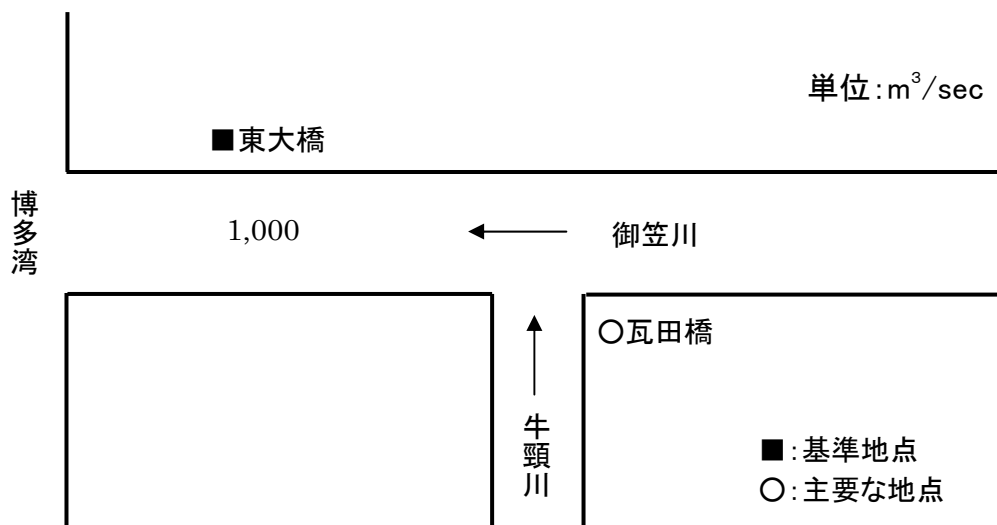 単位:m³/sec
■東大橋
博多湾
1,000
御笠川
○瓦田橋
牛頸川
■:基準地点
○:主要な地点